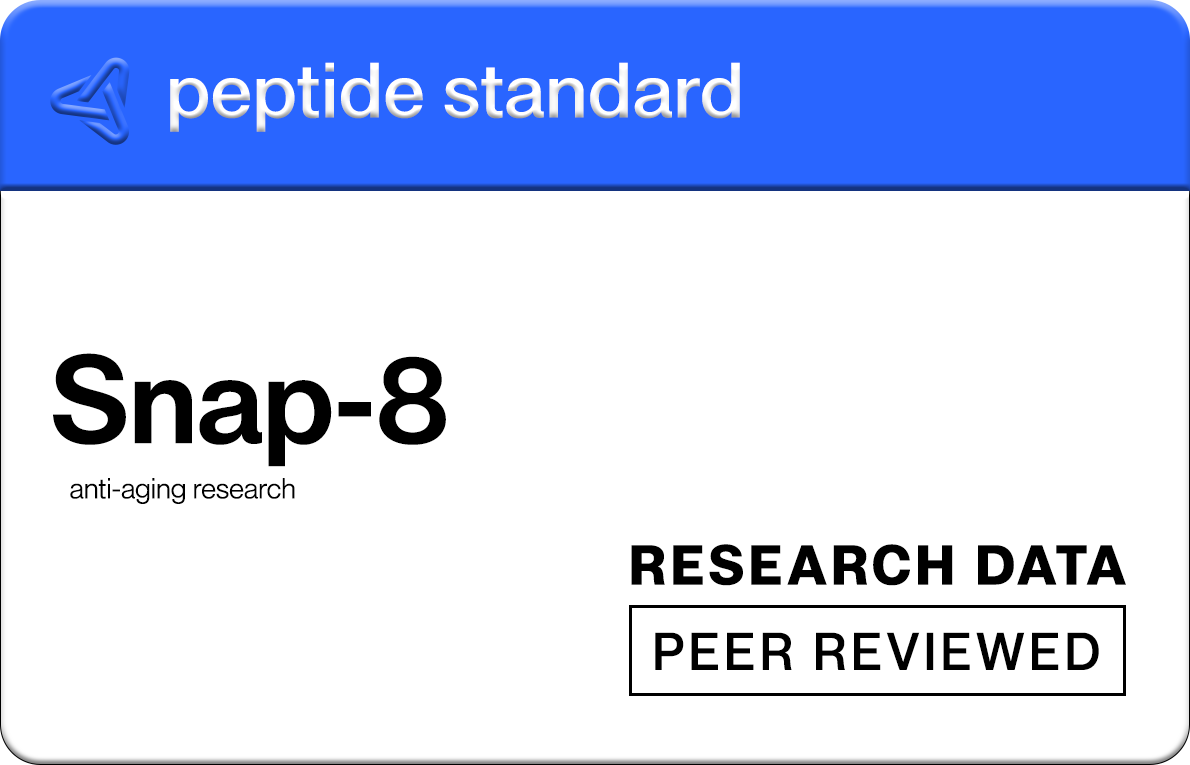 peptide standard
Snap-8
anti-aging research
RESEARCH DATA
PEER REVIEWED